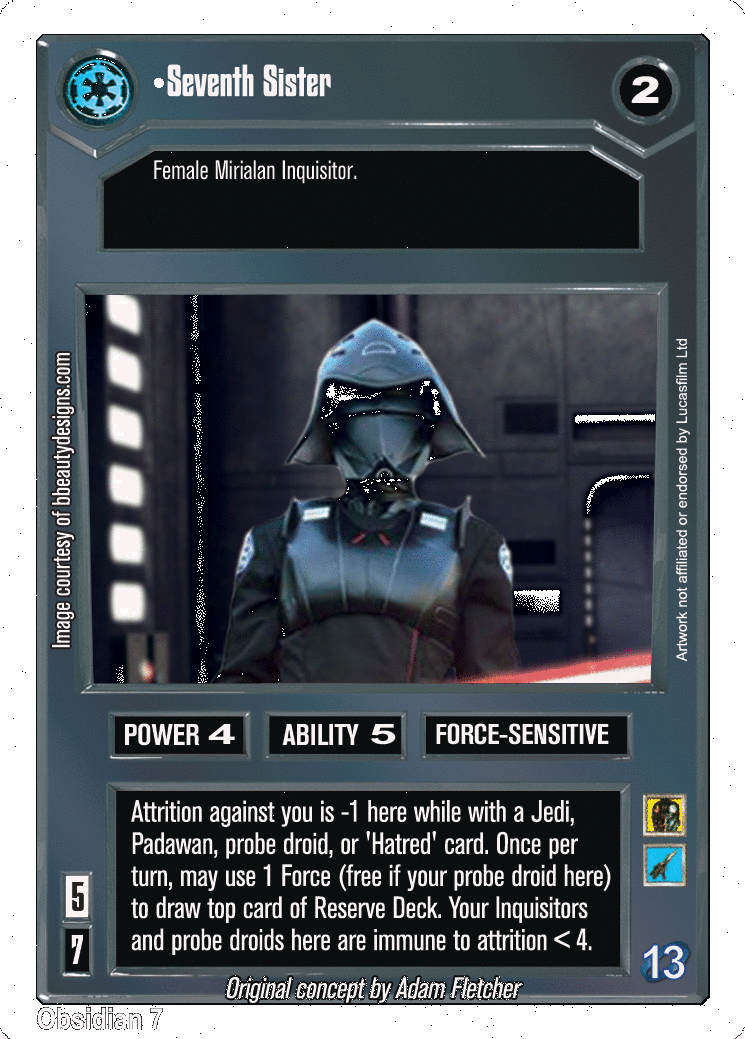 •Seventh Sister
2
Female Mirialan Inquisitor.
Image courtesy of bbeautydesigns.com
Artwork not affiliated or endorsed by Lucasfilm Ltd
POWER 4
ABILITY 5
FORCE-SENSITIVE
Attrition against you is -1 here while with a Jedi,
Padawan, probe droid, or 'Hatred' card. Once per
turn, may use 1 Force (free if your probe droid here)
to draw top card of Reserve Deck. Your Inquisitors
and probe droids here are immune to attrition < 4.
5
7
13
Original concept by Adam Fletcher
Obsidian 7